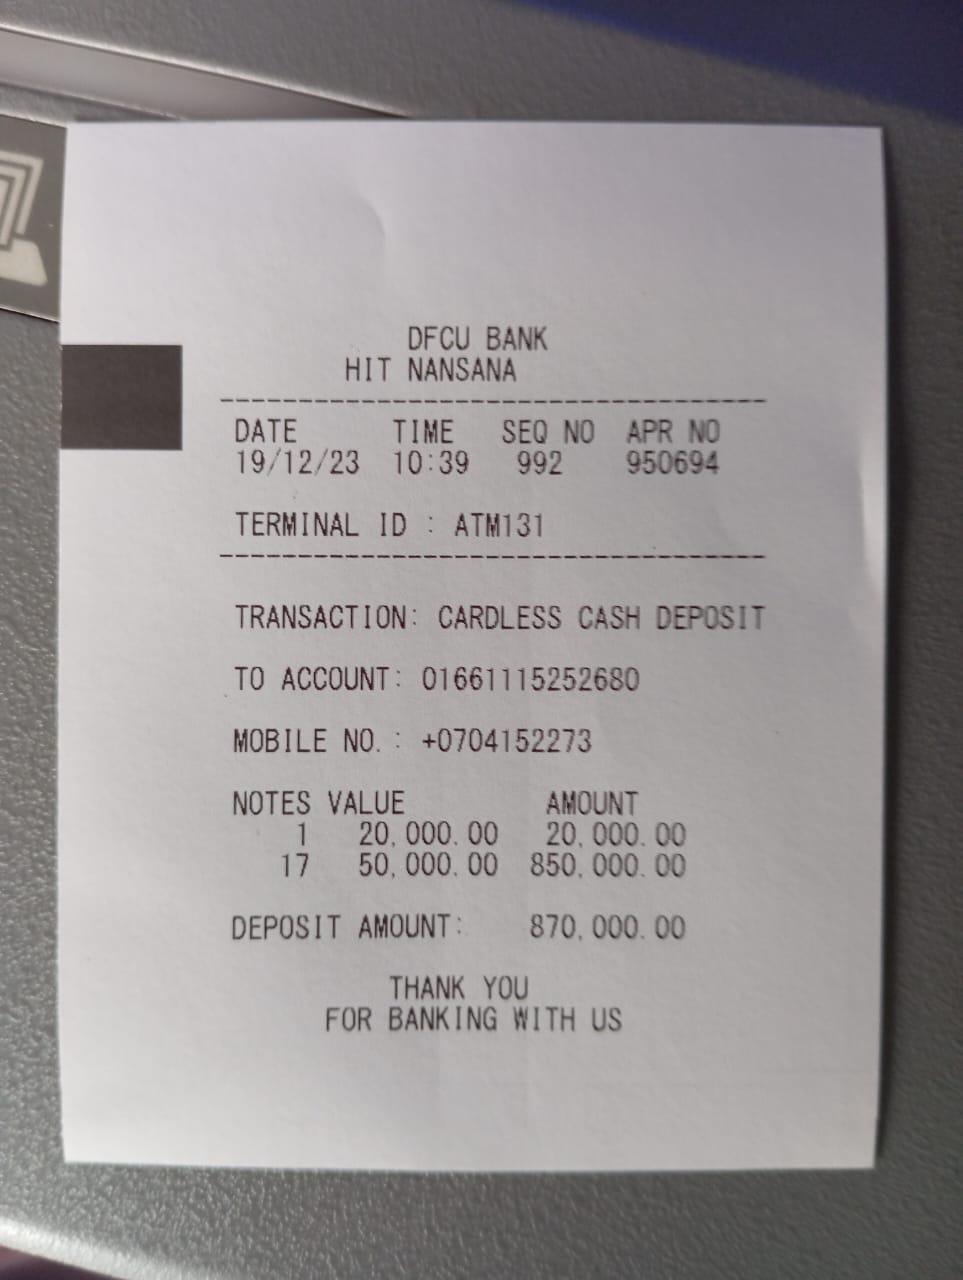 DFCU BANK
HIT NANSANA
-----------------------------------
DATE TIME SEQ NO APR NO
19/12/23 10:39 992 950694
TERMINAL ID : ATM131
-----------------------------------
TRANSACTION: CARDLESS CASH DEPOSIT
TO ACCOUNT: 01661115252680
MOBILE NO. : +0704152273
NOTES VALUE AMOUNT
1 20,000.00 20,000.00
17 50,000.00 850,000.00
DEPOSIT AMOUNT: 870,000.00
THANK YOU
FOR BANKING WITH US